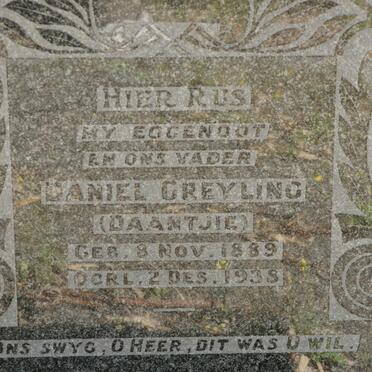 HIER RUS
MY EGGENOOT
EN ONS VADER
DANIEL GREYLING
(DAANTJIE)
GEB. 8 NOV. 1889
OORL. 2 DES. 1938
ONS SWYG, O HEER, DIT WAS U WIL.